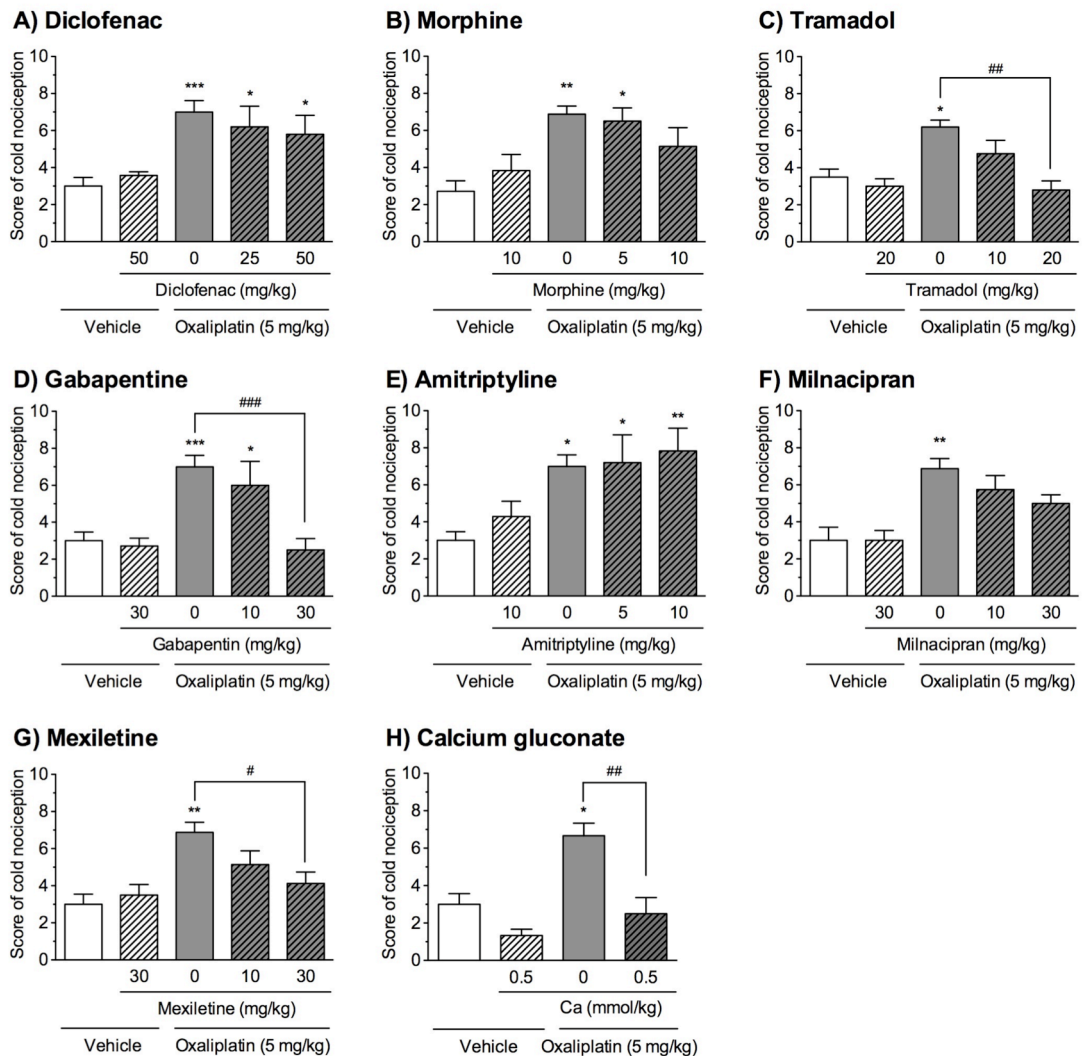 A) Diclofenac
Score of cold nociception
10
8
6
4
2
0
***
*
*
50 0 25 50
Diclofenac (mg/kg)
Vehicle Oxaliplatin (5 mg/kg)
B) Morphine
Score of cold nociception
10
8
6
4
2
0
**
*
10 0 5 10
Morphine (mg/kg)
Vehicle Oxaliplatin (5 mg/kg)
C) Tramadol
Score of cold nociception
10
8
6
4
2
0
##
*
20 0 10 20
Tramadol (mg/kg)
Vehicle Oxaliplatin (5 mg/kg)
D) Gabapentine
Score of cold nociception
10
8
6
4
2
0
###
***
*
30 0 10 30
Gabapentin (mg/kg)
Vehicle Oxaliplatin (5 mg/kg)
E) Amitriptyline
Score of cold nociception
10
8
6
4
2
0
*
*
**
10 0 5 10
Amitriptyline (mg/kg)
Vehicle Oxaliplatin (5 mg/kg)
F) Milnacipran
Score of cold nociception
10
8
6
4
2
0
**
30 0 10 30
Milnacipran (mg/kg)
Vehicle Oxaliplatin (5 mg/kg)
G) Mexiletine
Score of cold nociception
10
8
6
4
2
0
#
**
30 0 10 30
Mexiletine (mg/kg)
Vehicle Oxaliplatin (5 mg/kg)
H) Calcium gluconate
Score of cold nociception
10
8
6
4
2
0
##
*
0.5 0 0.5
Ca (mmol/kg)
Vehicle Oxaliplatin (5 mg/kg)